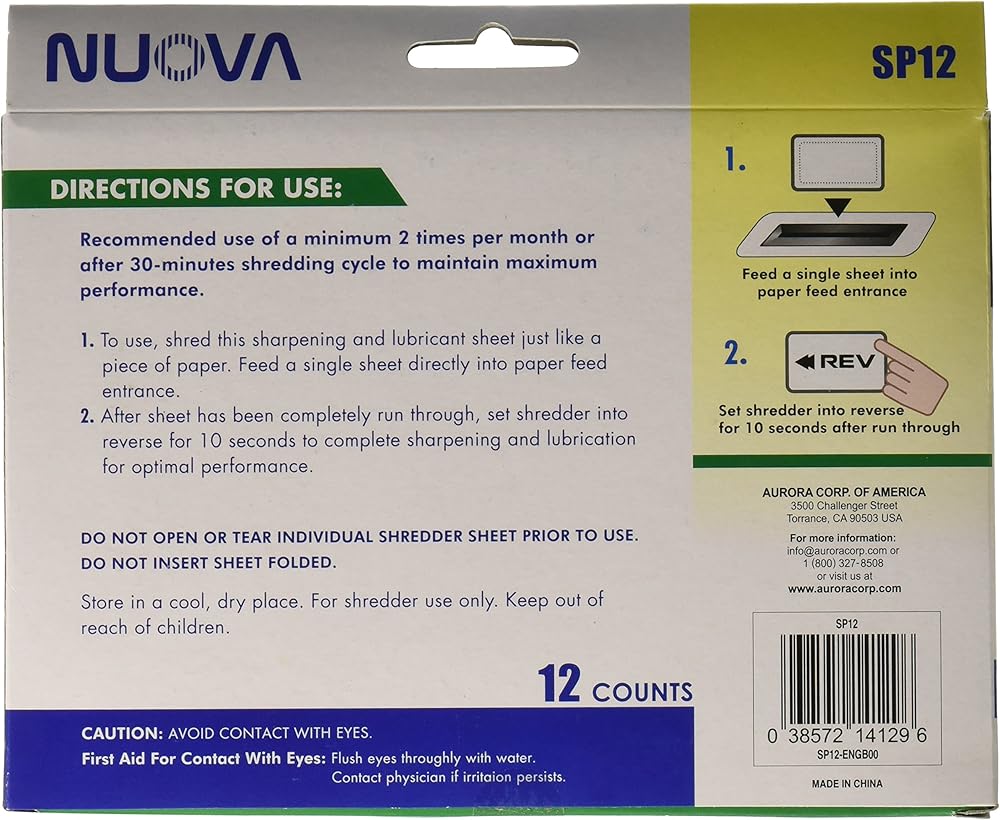 NUOVA
SP12
DIRECTIONS FOR USE:
Recommended use of a minimum 2 times per month or
after 30-minutes shredding cycle to maintain maximum
performance.
1. To use, shred this sharpening and lubricant sheet just like a
piece of paper. Feed a single sheet directly into paper feed
entrance.
2. After sheet has been completely run through, set shredder into
reverse for 10 seconds to complete sharpening and lubrication
for optimal performance.
DO NOT OPEN OR TEAR INDIVIDUAL SHREDDER SHEET PRIOR TO USE.
DO NOT INSERT SHEET FOLDED.
Store in a cool, dry place. For shredder use only. Keep out of
reach of children.
12 COUNTS
CAUTION: AVOID CONTACT WITH EYES.
First Aid For Contact With Eyes: Flush eyes throughly with water.
Contact physician if irritaion persists.
1.
Feed a single sheet into
paper feed entrance
2.
REV
Set shredder into reverse
for 10 seconds after run through
AURORA CORP. OF AMERICA
3500 Challenger Street
Torrance, CA 90503 USA
For more information:
info@auroracorp.com or
1 (800) 327-8508
or visit us at
www.auroracorp.com
SP12
0 38572 14129 6
SP12-ENGB00
MADE IN CHINA